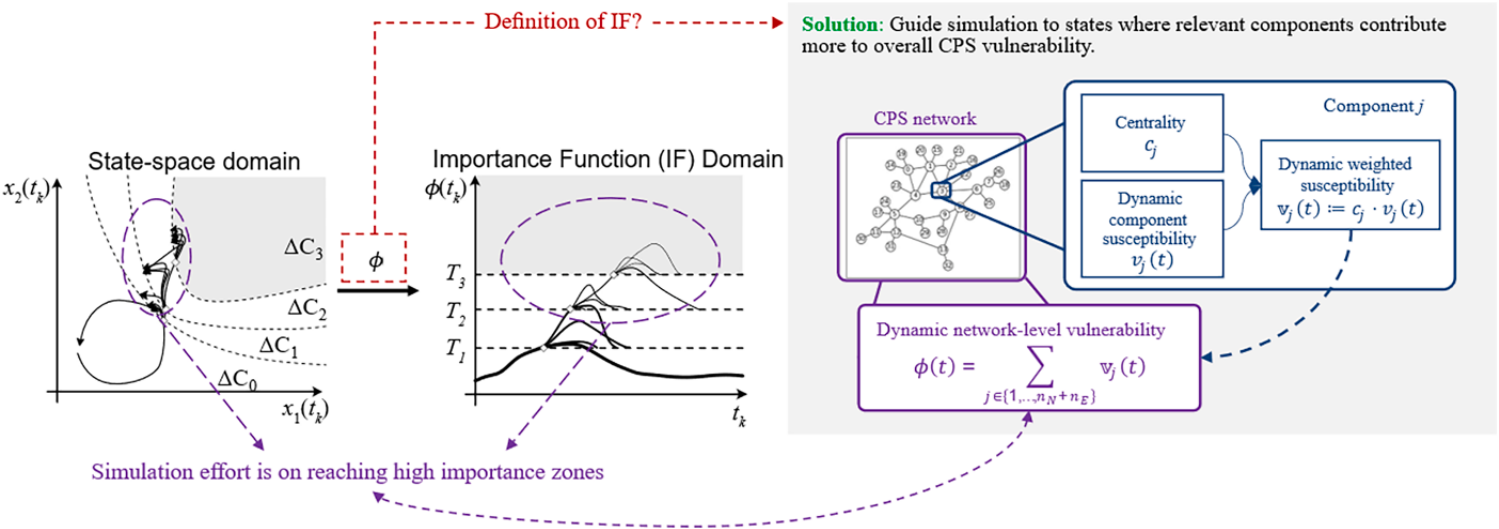 Definition of IF?
Solution: Guide simulation to states where relevant components contribute
more to overall CPS vulnerability.
State-space domain
x₂(tₖ)
ΔC₃
ΔC₂
ΔC₁
ΔC₀
x₁(tₖ)
ϕ
Importance Function (IF) Domain
ϕ(tₖ)
T₃
T₂
T₁
tₖ
CPS network
Component j
Centrality
cⱼ
Dynamic
component
susceptibility
vⱼ(t)
Dynamic weighted
susceptibility
𝕧ⱼ(t) ≔ cⱼ · vⱼ(t)
Dynamic network-level vulnerability
ϕ(t) = ∑ 𝕧ⱼ(t)
j∈{1,…,n_N+n_E}
Simulation effort is on reaching high importance zones